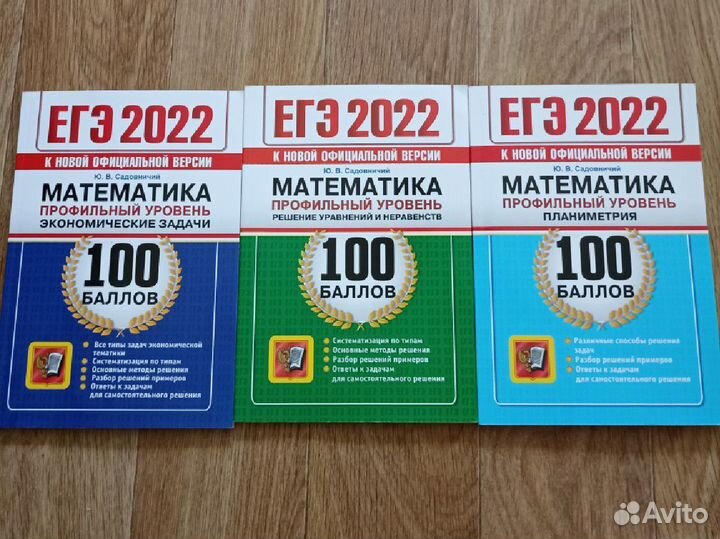 ЕГЭ 2022
К НОВОЙ ОФИЦИАЛЬНОЙ ВЕРСИИ
Ю. В. Садовничий
МАТЕМАТИКА
ПРОФИЛЬНЫЙ УРОВЕНЬ
ЭКОНОМИЧЕСКИЕ ЗАДАЧИ
100
БАЛЛОВ
Все типы задач экономической
тематики
Систематизация по типам
Основные методы решения
Разбор решений примеров
Ответы к задачам
для самостоятельного решения
ЕГЭ 2022
К НОВОЙ ОФИЦИАЛЬНОЙ ВЕРСИИ
Ю. В. Садовничий
МАТЕМАТИКА
ПРОФИЛЬНЫЙ УРОВЕНЬ
РЕШЕНИЕ УРАВНЕНИЙ И НЕРАВЕНСТВ
100
БАЛЛОВ
Систематизация по типам
Основные методы решения
Разбор решений примеров
Ответы к задачам
для самостоятельного решения
ЕГЭ 2022
К НОВОЙ ОФИЦИАЛЬНОЙ ВЕРСИИ
Ю. В. Садовничий
МАТЕМАТИКА
ПРОФИЛЬНЫЙ УРОВЕНЬ
ПЛАНИМЕТРИЯ
100
БАЛЛОВ
Различные способы решения
задач
Разбор решений примеров
Ответы к задачам
для самостоятельного решения
Avito